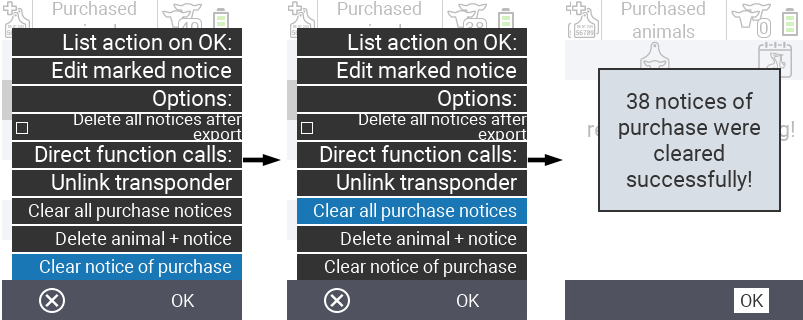 Purchased
List action on OK:
Edit marked notice
Options:
Delete all notices after
export
Direct function calls:
Unlink transponder
Clear all purchase notices
Delete animal + notice
Clear notice of purchase
OK
Purchased
38
List action on OK:
Edit marked notice
Options:
Delete all notices after
export
Direct function calls:
Unlink transponder
Clear all purchase notices
Delete animal + notice
Clear notice of purchase
OK
Purchased
animals
56789
0
38 notices of
purchase were
cleared
successfully!
OK